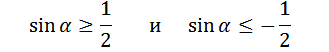 sin α ≥ 1/2 и sin α ≤ −1/2